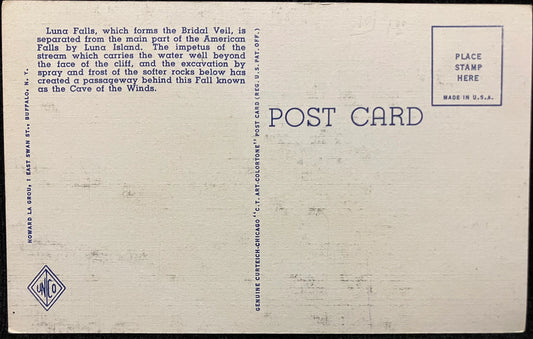 Luna Falls, which forms the Bridal Veil, is
separated from the main part of the American
Falls by Luna Island. The impetus of the
stream which carries the water well beyond
the face of the cliff, and the excavation by
spray and frost of the softer rocks below has
created a passageway behind this Fall known
as the Cave of the Winds.
HOWARD LA GROU, 1 EAST SWAN ST., BUFFALO, N. Y.
UNCO
GENUINE CURTEICH-CHICAGO "C.T. ART-COLORTONE" POST CARD (REG. U. S. PAT. OFF.)
POST CARD
PLACE
STAMP
HERE
MADE IN U.S.A.